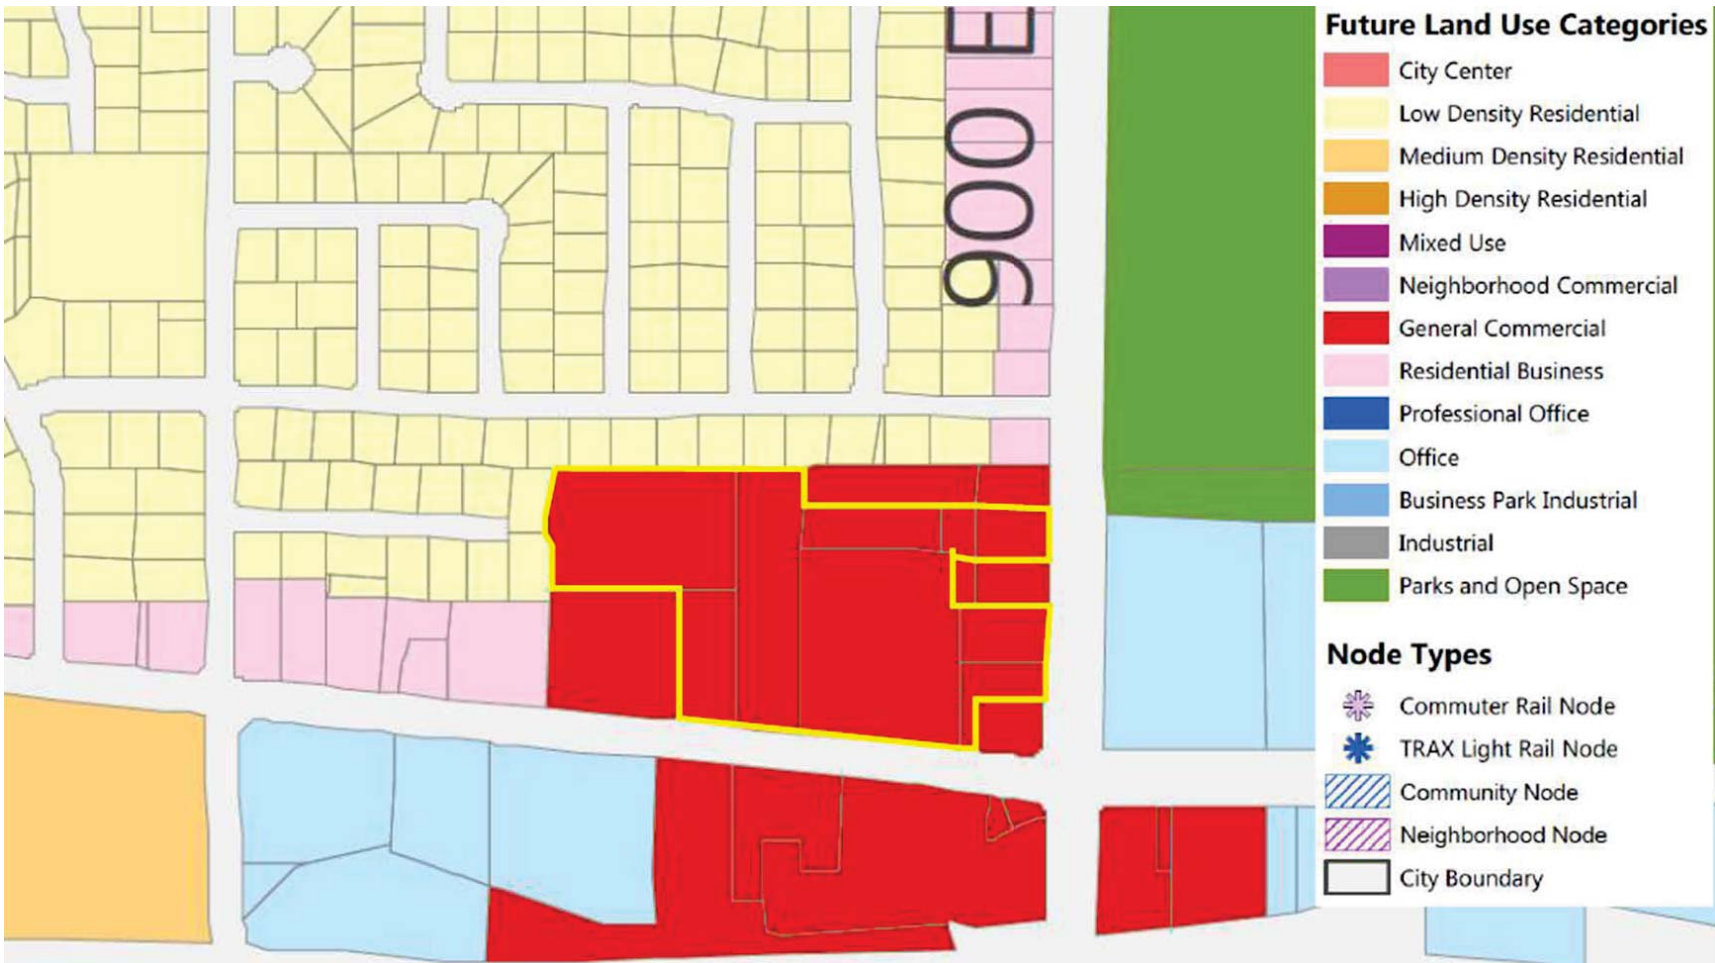 900 E
Future Land Use Categories
City Center
Low Density Residential
Medium Density Residential
High Density Residential
Mixed Use
Neighborhood Commercial
General Commercial
Residential Business
Professional Office
Office
Business Park Industrial
Industrial
Parks and Open Space
Node Types
Commuter Rail Node
TRAX Light Rail Node
Community Node
Neighborhood Node
City Boundary